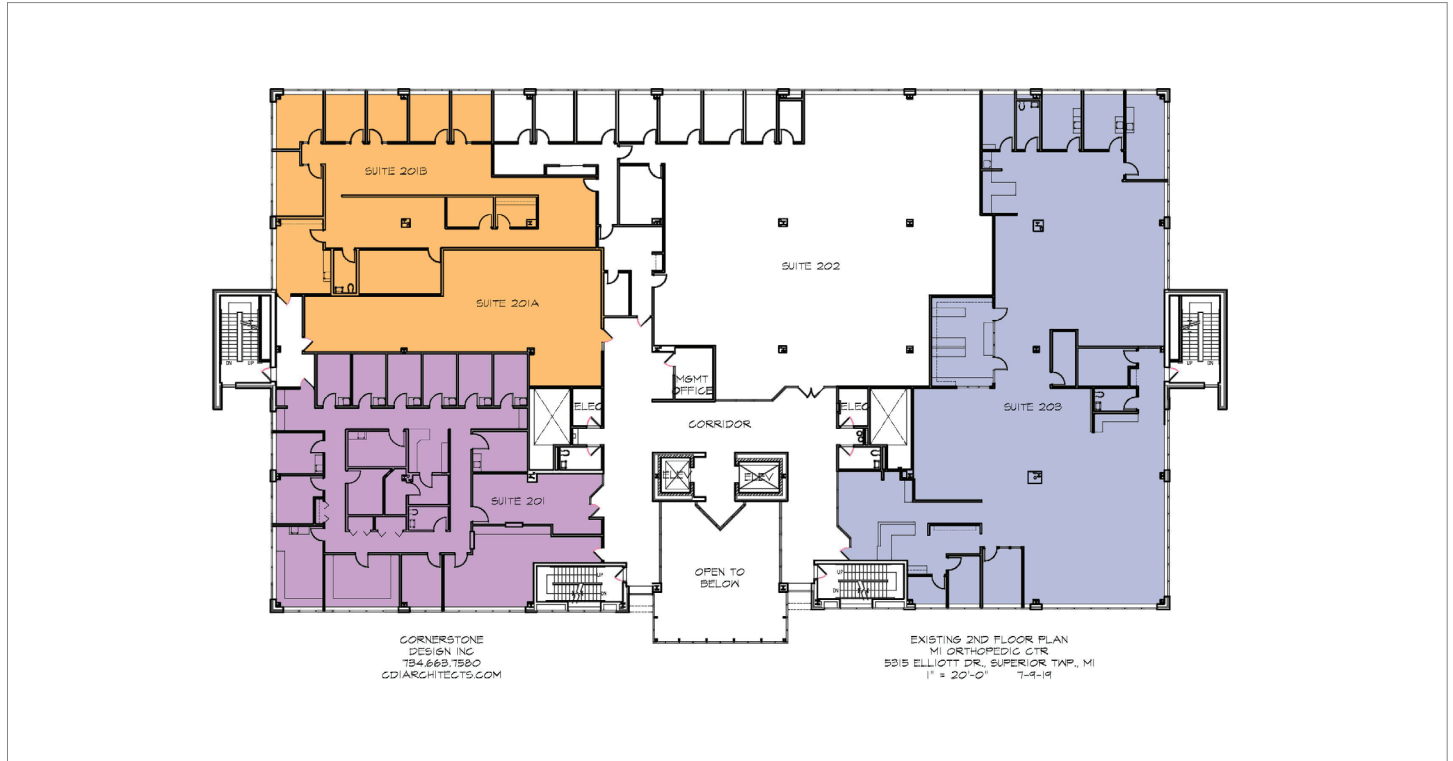 SUITE 201B
SUITE 202
SUITE 201A
DN UP
UP DN
MGMT
OFFICE
SUITE 203
ELEC
ELEC
CORRIDOR
ELEV
ELEV
SUITE 201
OPEN TO
BELOW
UP
DN
UP
DN
CORNERSTONE
DESIGN INC
734.663.7580
CDIARCHITECTS.COM
EXISTING 2ND FLOOR PLAN
MI ORTHOPEDIC CTR
5315 ELLIOTT DR., SUPERIOR TWP., MI
1" = 20'-0" 7-9-19